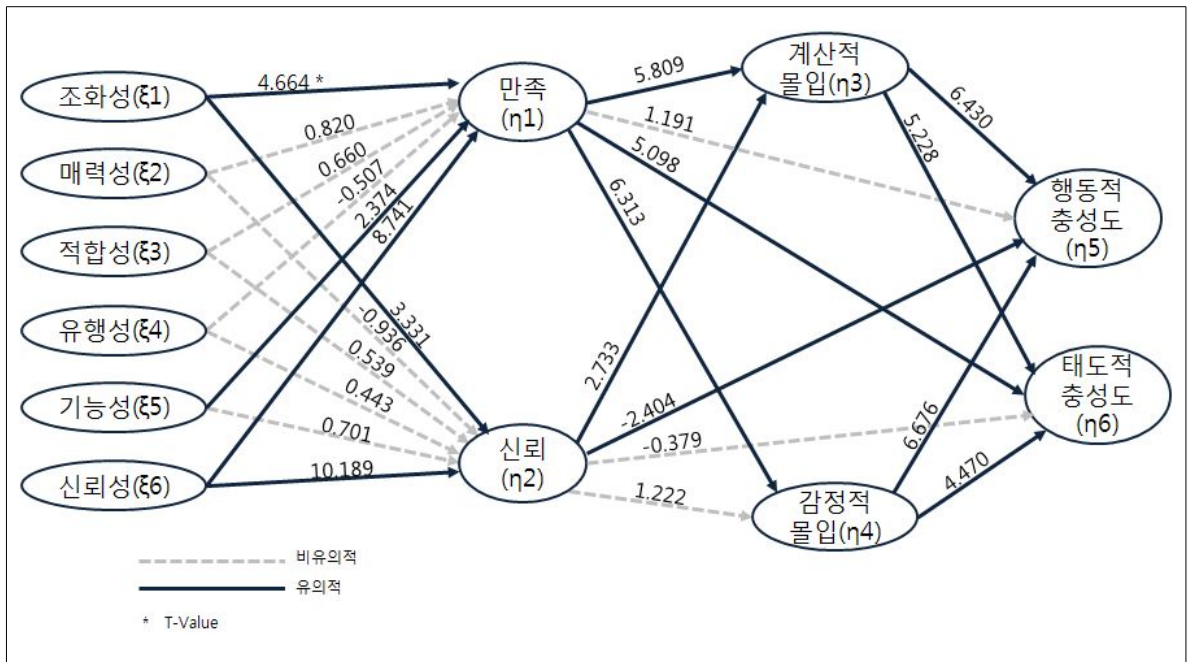 조화성(ξ1)
매력성(ξ2)
적합성(ξ3)
유행성(ξ4)
기능성(ξ5)
신뢰성(ξ6)
4.664 *
0.820
0.660
-0.507
2.374
8.741
3.331
-0.936
0.539
0.443
0.701
10.189
만족
(η1)
신뢰
(η2)
5.809
1.191
5.098
6.313
2.733
-2.404
-0.379
1.222
계산적
몰입(η3)
감정적
몰입(η4)
6.430
5.228
6.676
4.470
행동적
충성도
(η5)
태도적
충성도
(η6)
비유의적
유의적
* T-Value